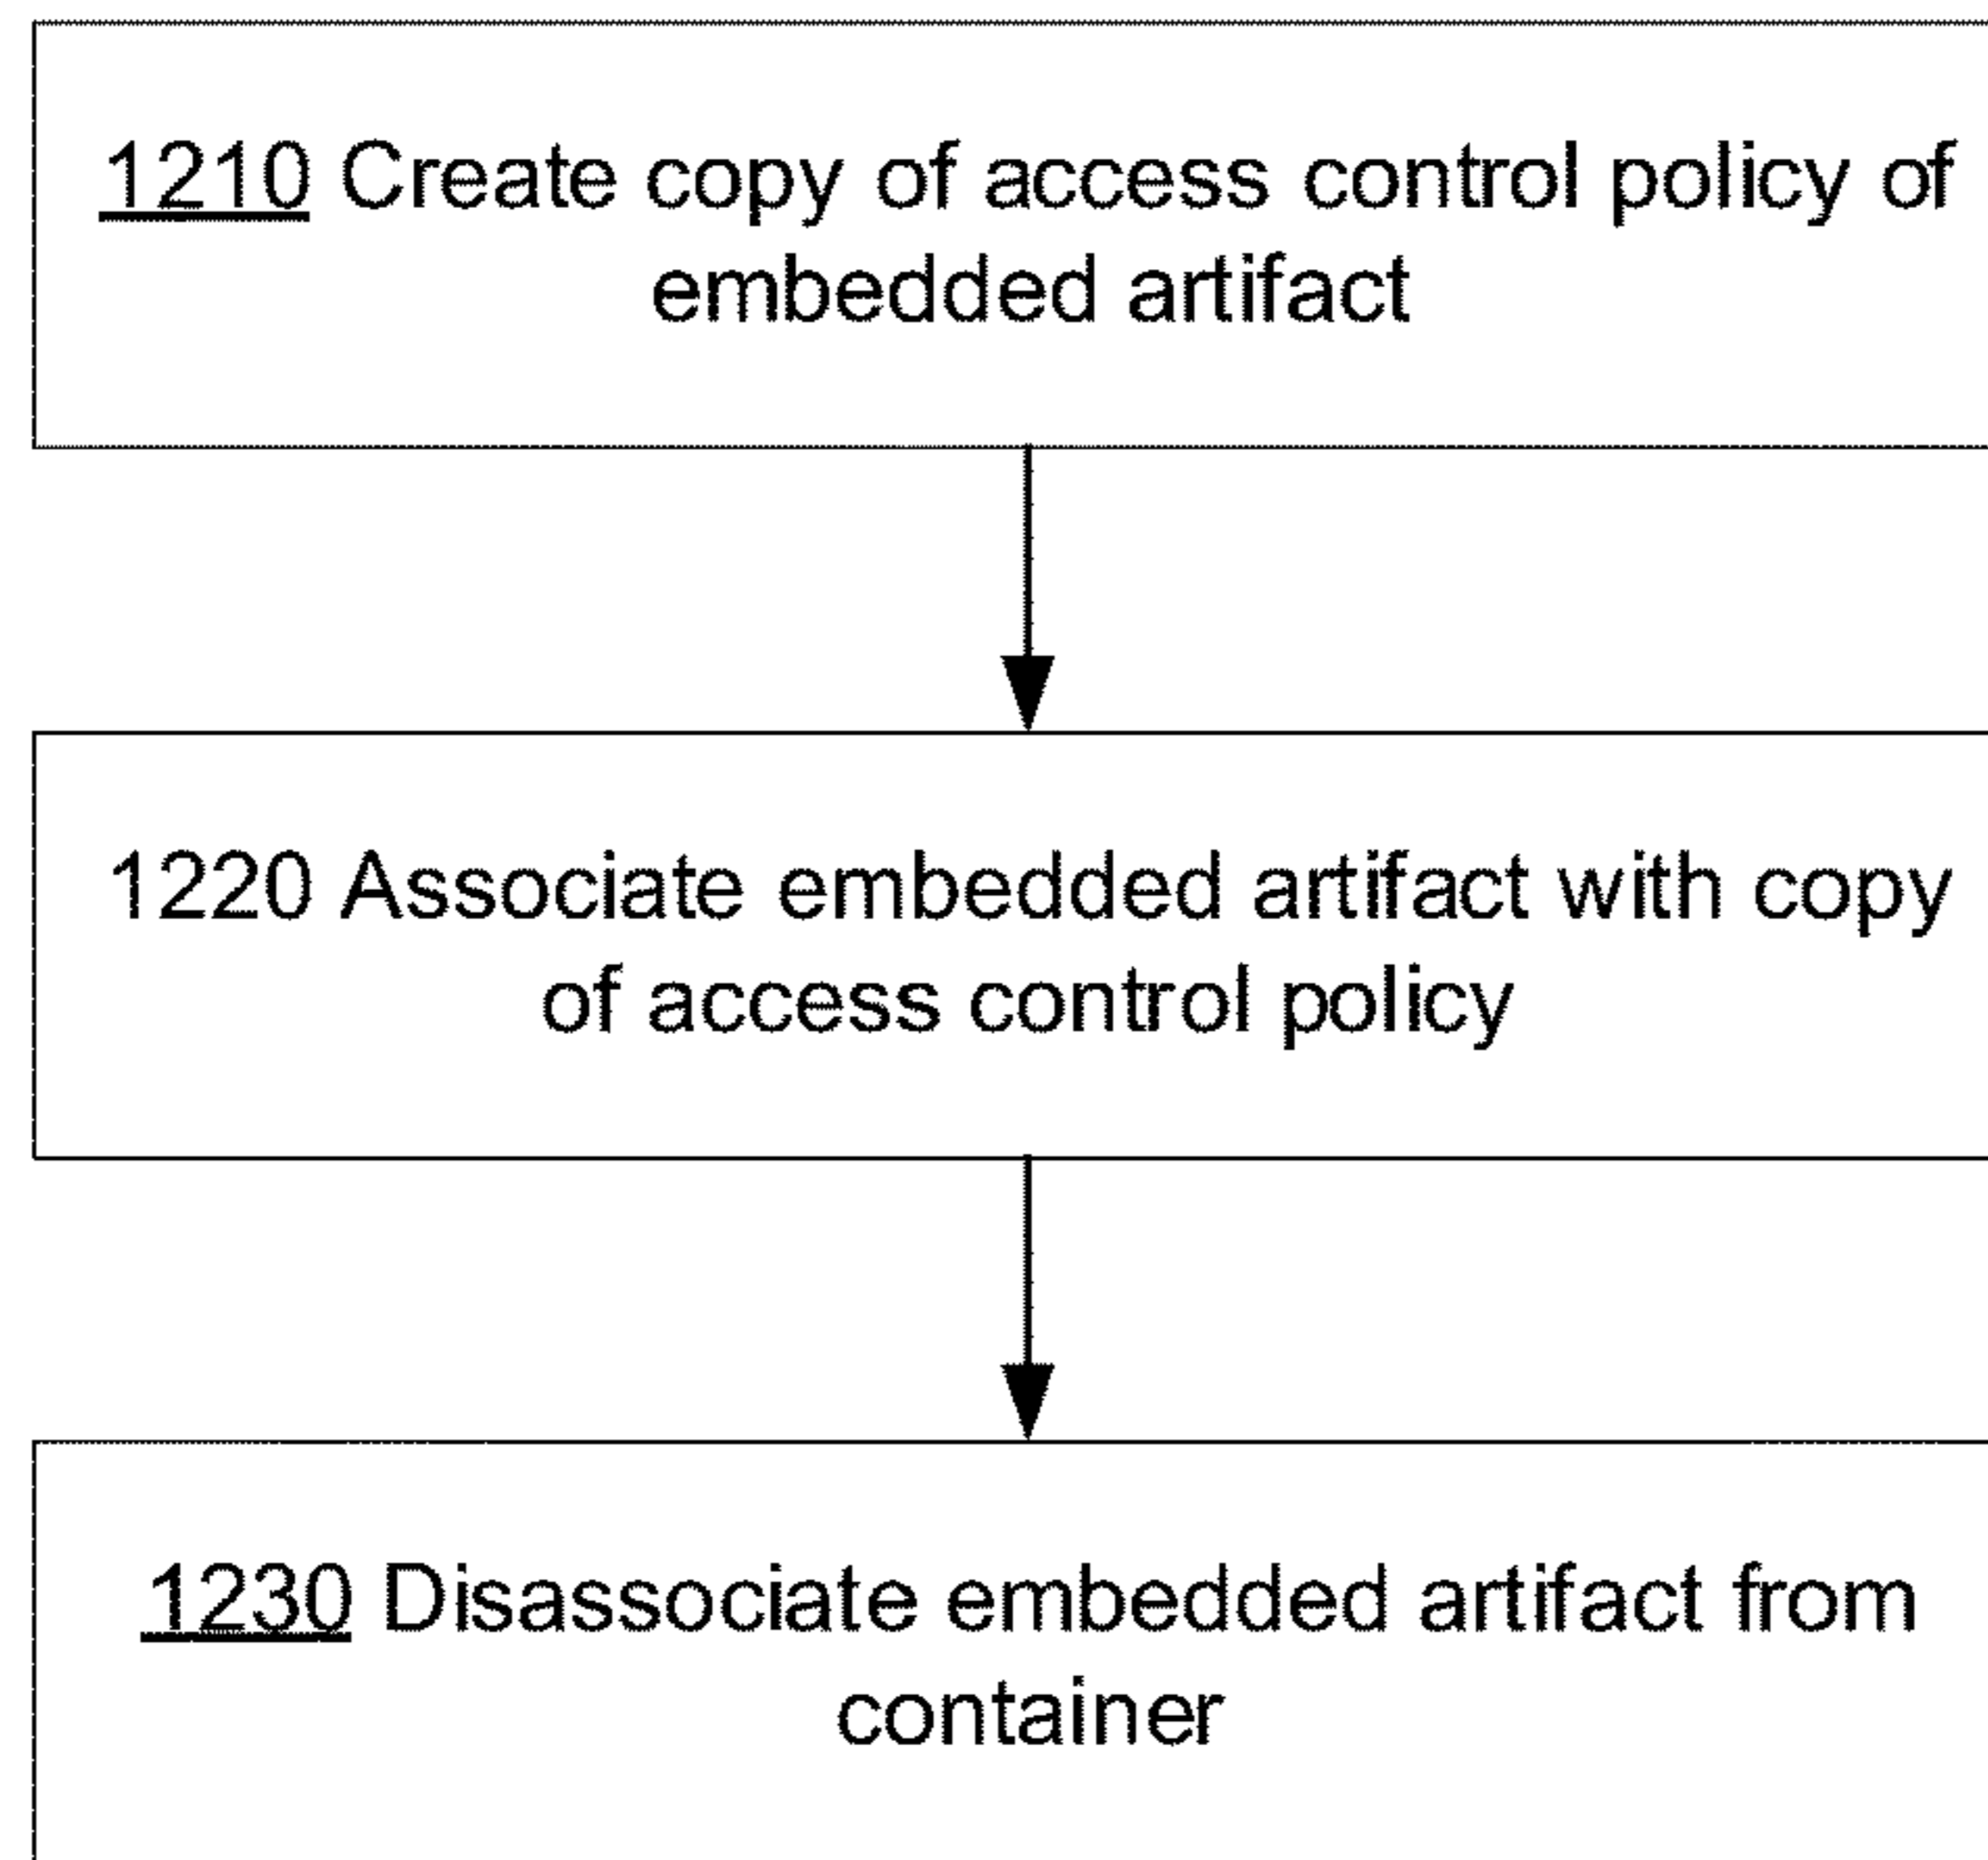 1210 Create copy of access control policy of
embedded artifact
1220 Associate embedded artifact with copy
of access control policy
1230 Disassociate embedded artifact from
container